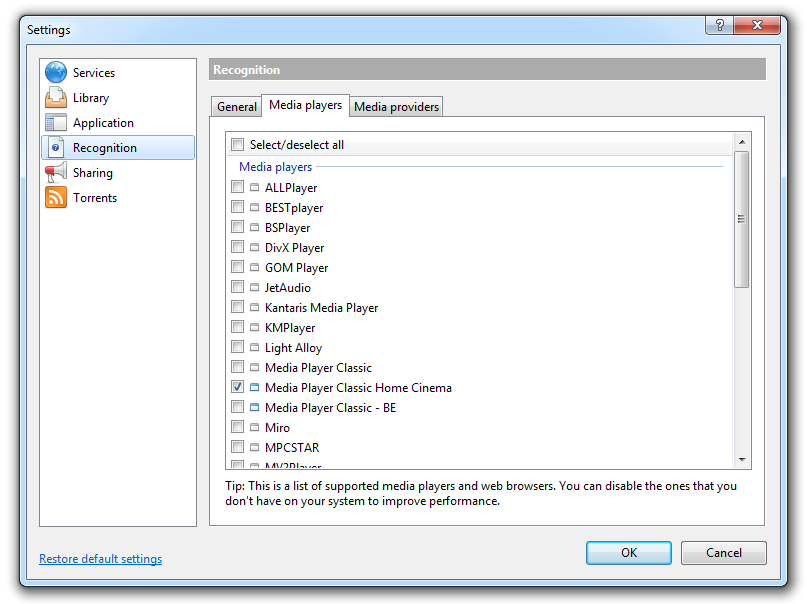 Settings
?
Services
Library
Application
Recognition
Sharing
Torrents
Recognition
General
Media players
Media providers
Select/deselect all
Media players
ALLPlayer
BESTplayer
BSPlayer
DivX Player
GOM Player
JetAudio
Kantaris Media Player
KMPlayer
Light Alloy
Media Player Classic
Media Player Classic Home Cinema
Media Player Classic - BE
Miro
MPCSTAR
MV2Player
Tip: This is a list of supported media players and web browsers. You can disable the ones that you
don't have on your system to improve performance.
Restore default settings
OK
Cancel